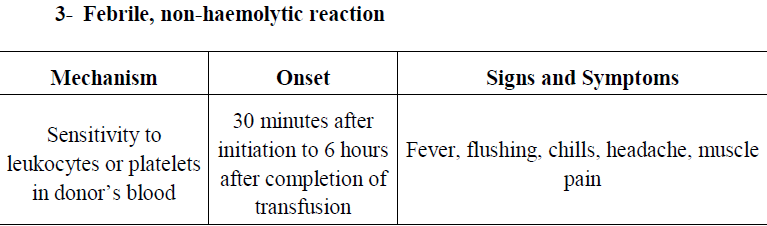 3- Febrile, non-haemolytic reaction
Mechanism
Onset
Signs and Symptoms
Sensitivity to
leukocytes or platelets
in donor's blood
30 minutes after
initiation to 6 hours
after completion of
transfusion
Fever, flushing, chills, headache, muscle
pain